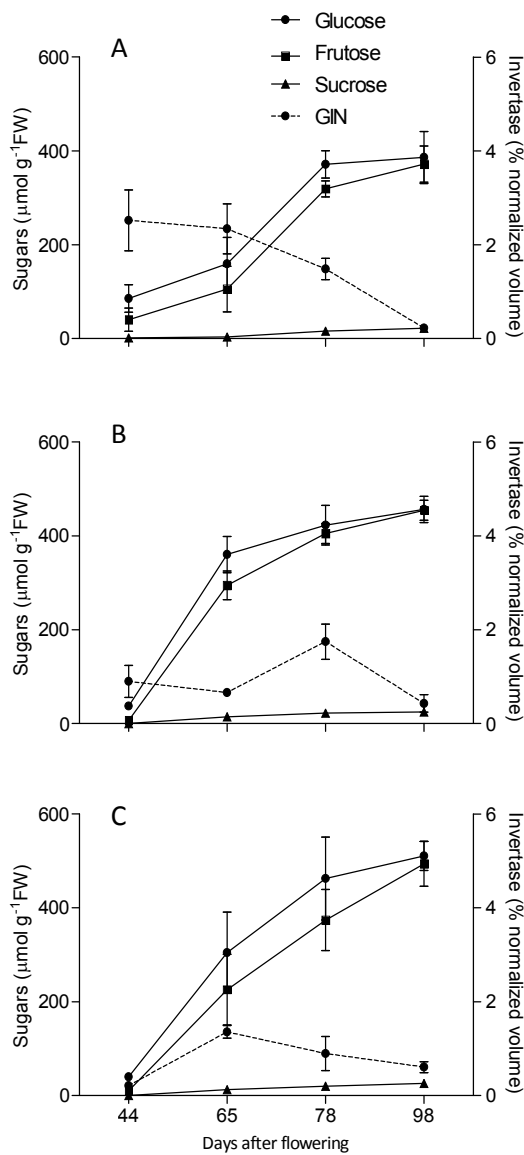 A
Glucose
Frutose
Sucrose
GIN
600
400
200
0
6
4
2
0
Sugars (µmol g⁻¹FW)
Invertase (% normalized volume)
B
600
400
200
0
6
4
2
0
Sugars (µmol g⁻¹FW)
Invertase (% normalized volume)
C
600
400
200
0
6
4
2
0
Sugars (µmol g⁻¹FW)
Invertase (% normalized volume)
44 65 78 98
Days after flowering